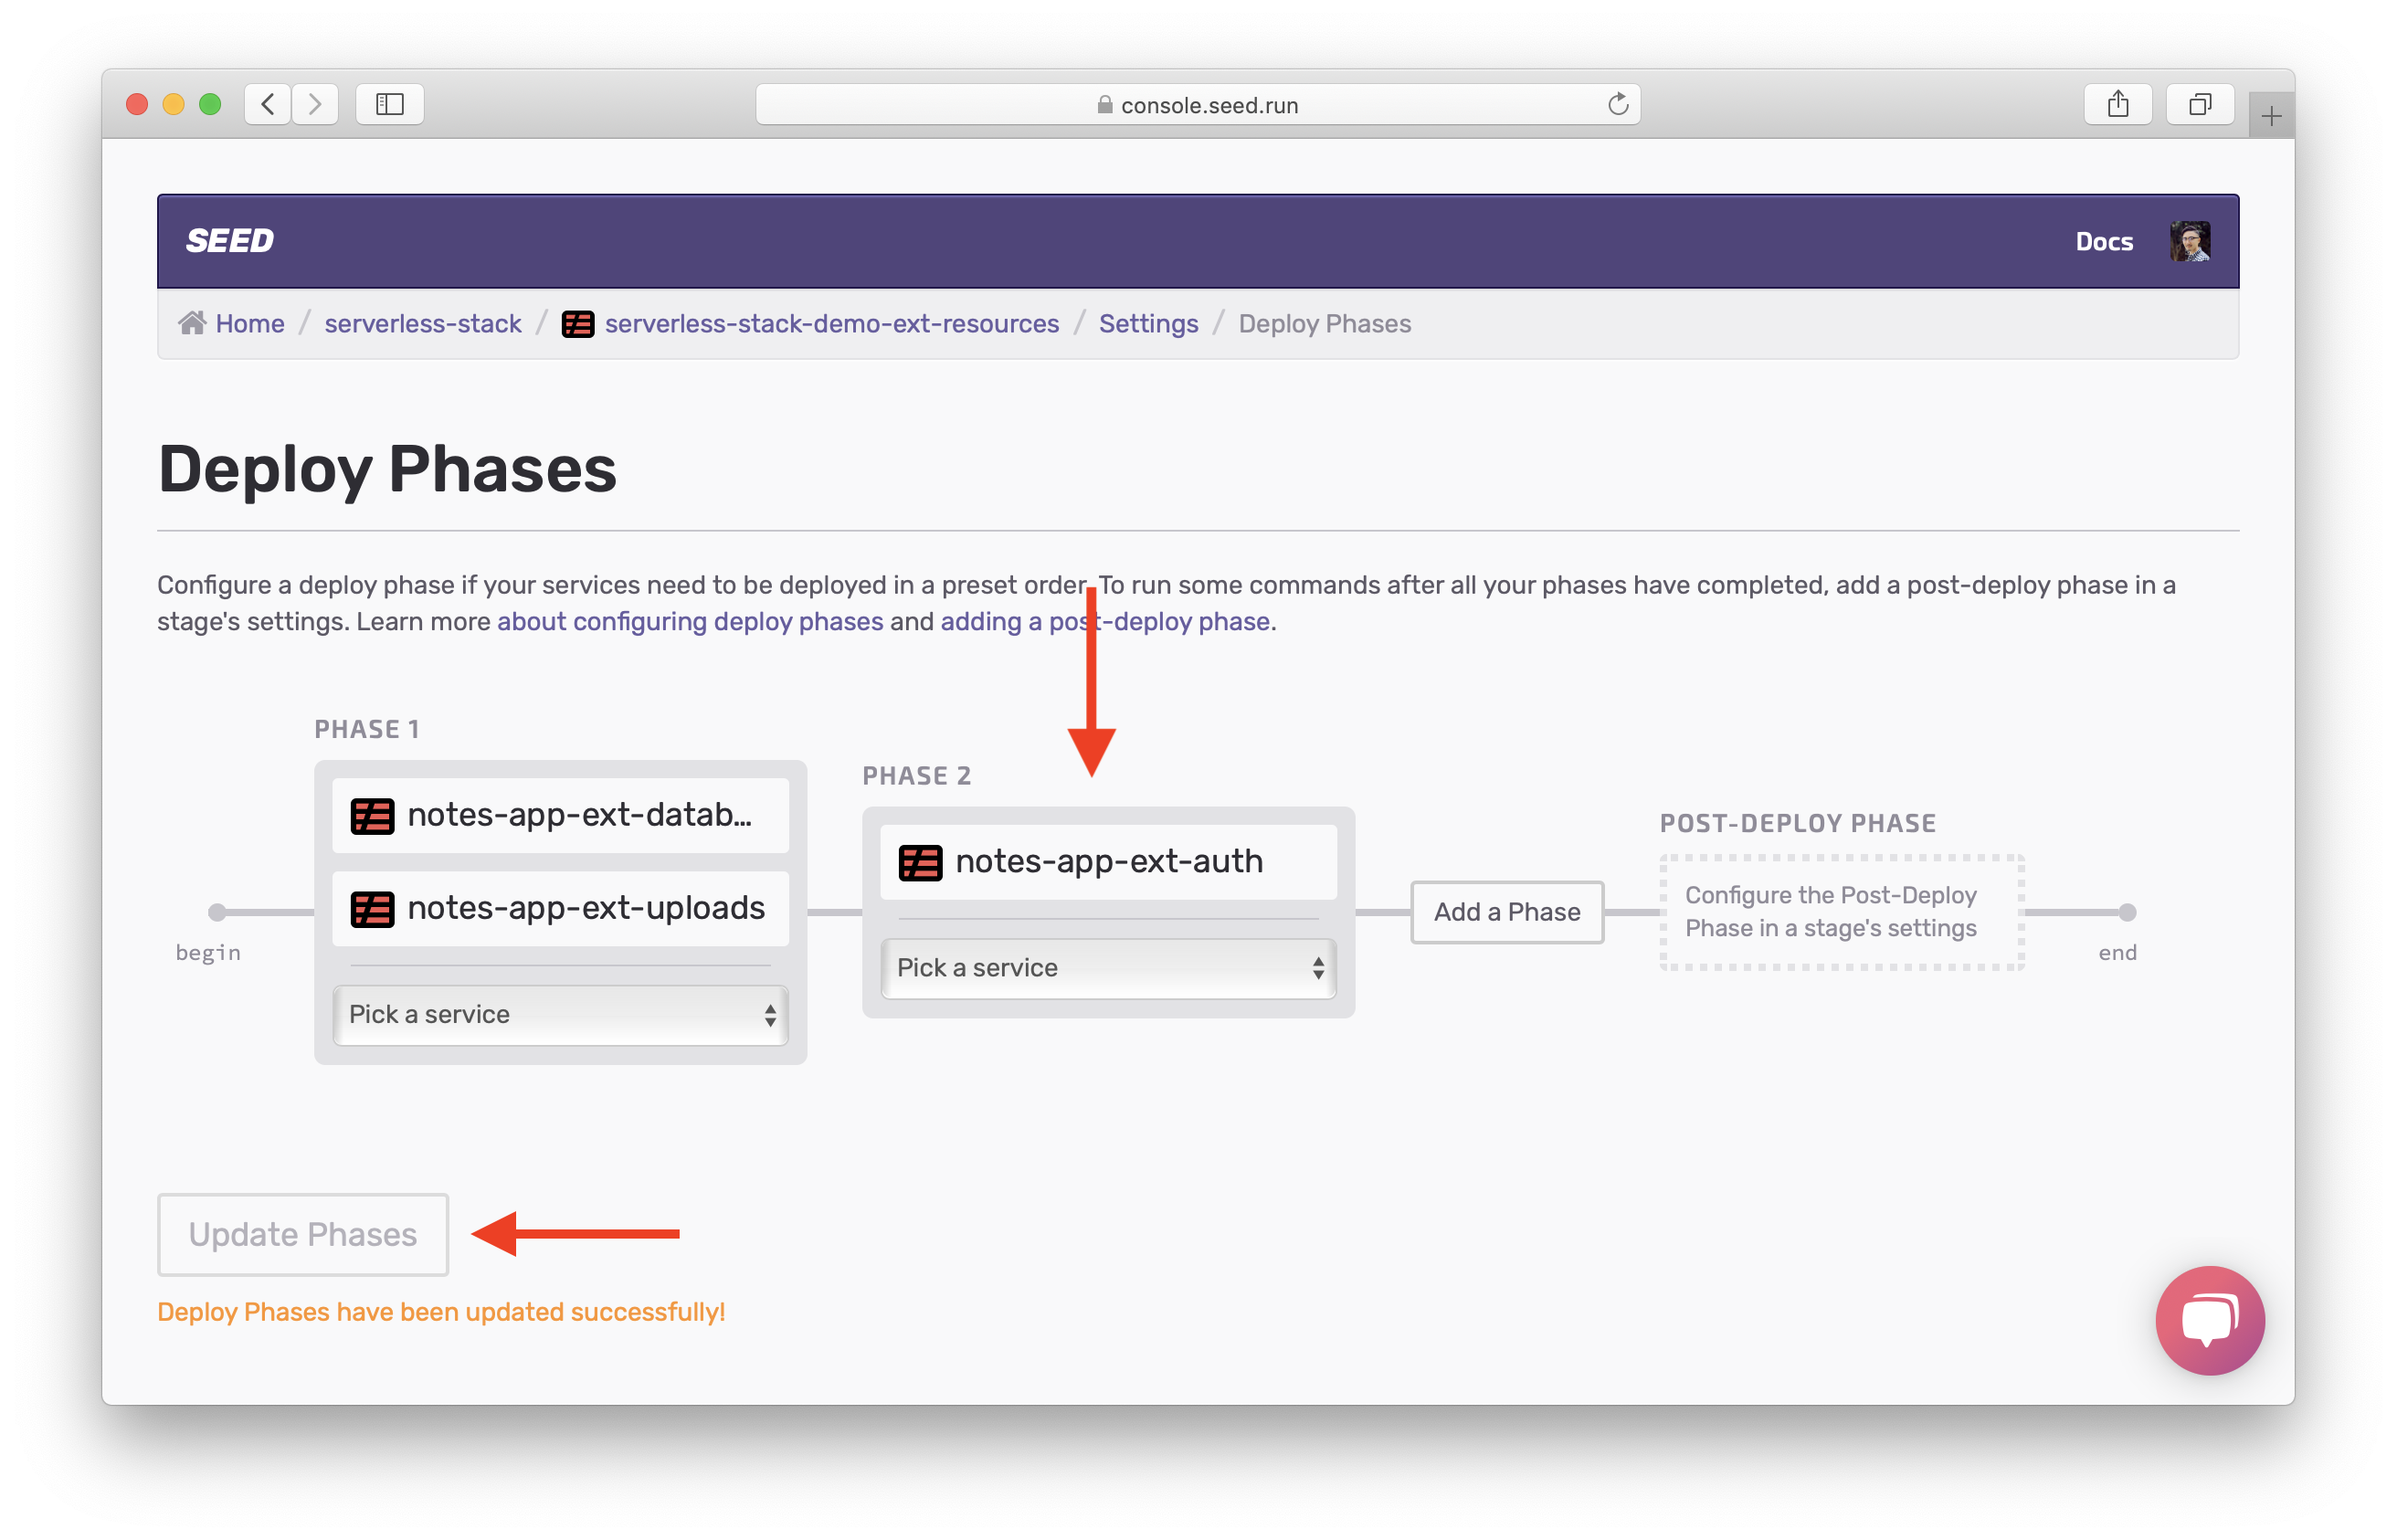 console.seed.run
SEED
Docs
Home / serverless-stack / serverless-stack-demo-ext-resources / Settings / Deploy Phases
Deploy Phases
Configure a deploy phase if your services need to be deployed in a preset order. To run some commands after all your phases have completed, add a post-deploy phase in a
stage's settings. Learn more about configuring deploy phases and adding a post-deploy phase.
PHASE 1
notes-app-ext-datab...
notes-app-ext-uploads
Pick a service
PHASE 2
notes-app-ext-auth
Pick a service
Add a Phase
POST-DEPLOY PHASE
Configure the Post-Deploy
Phase in a stage's settings
begin
end
Update Phases
Deploy Phases have been updated successfully!